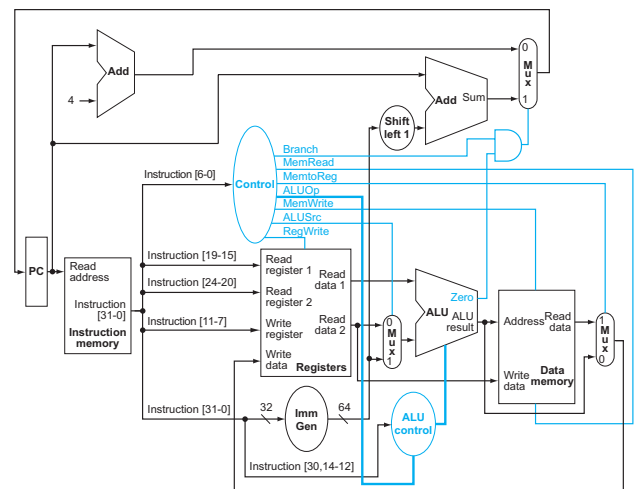 Add
4
0
Mux
1
Add Sum
Shift
left 1
Branch
MemRead
MemtoReg
ALUOp
MemWrite
ALUSrc
RegWrite
Control
Instruction [6-0]
Instruction [19-15]
Instruction [24-20]
Instruction [11-7]
Instruction [31-0]
PC
Read
address
Instruction
[31-0]
Instruction
memory
Read
register 1
Read
register 2
Write
register
Write
data
Read
data 1
Read
data 2
Registers
0
Mux
1
Zero
ALU
ALU
result
Address
Write
data
Read
data
Data
memory
1
Mux
0
32
Imm
Gen
64
ALU
control
Instruction [30,14-12]